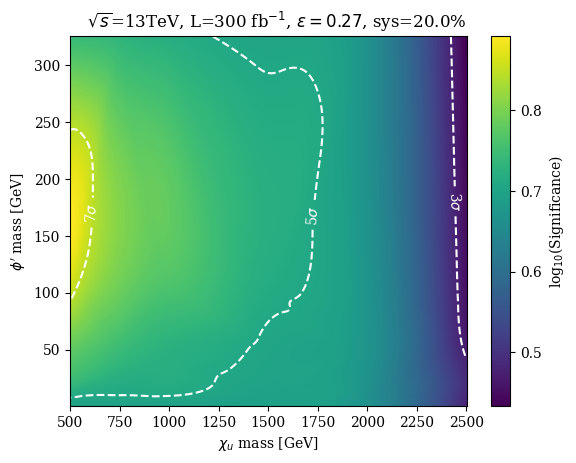 √s=13TeV, L=300 fb⁻¹, ϵ = 0.27, sys=20.0%
300
250
200
150
100
50
ϕ′ mass [GeV]
7σ
5σ
3σ
500 750 1000 1250 1500 1750 2000 2250 2500
χᵤ mass [GeV]
0.8
0.7
0.6
0.5
log₁₀(Significance)